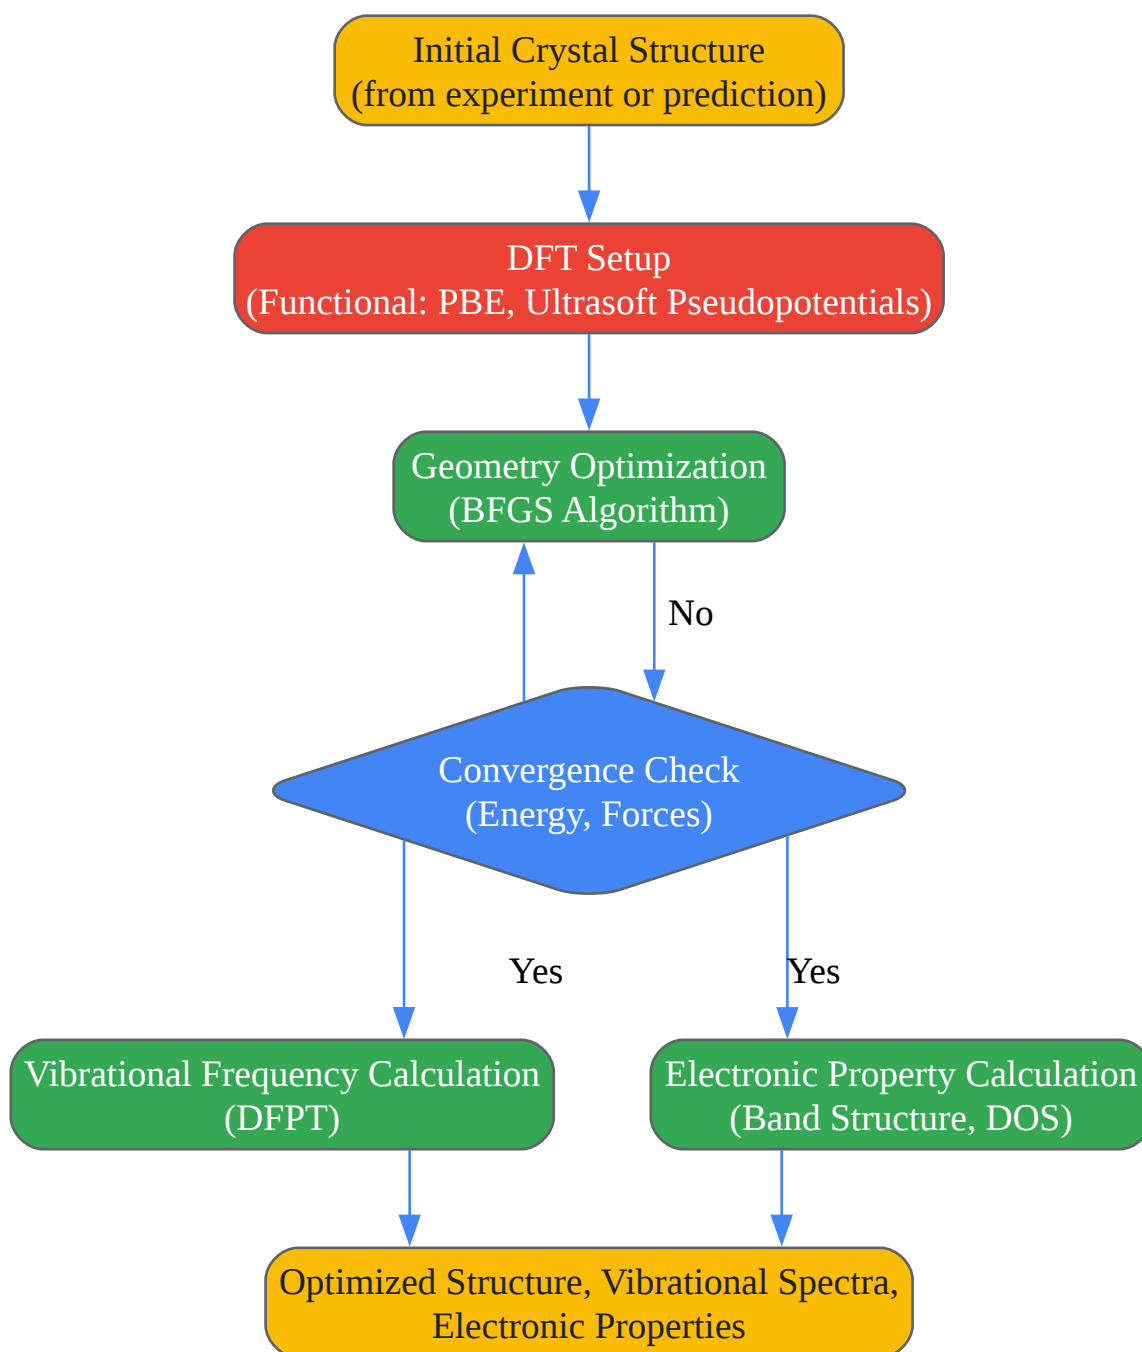 Initial Crystal Structure
(from experiment or prediction)
DFT Setup
(Functional: PBE, Ultrasoft Pseudopotentials)
Geometry Optimization
(BFGS Algorithm)
No
Convergence Check
(Energy, Forces)
Yes
Yes
Vibrational Frequency Calculation
(DFPT)
Electronic Property Calculation
(Band Structure, DOS)
Optimized Structure, Vibrational Spectra,
Electronic Properties